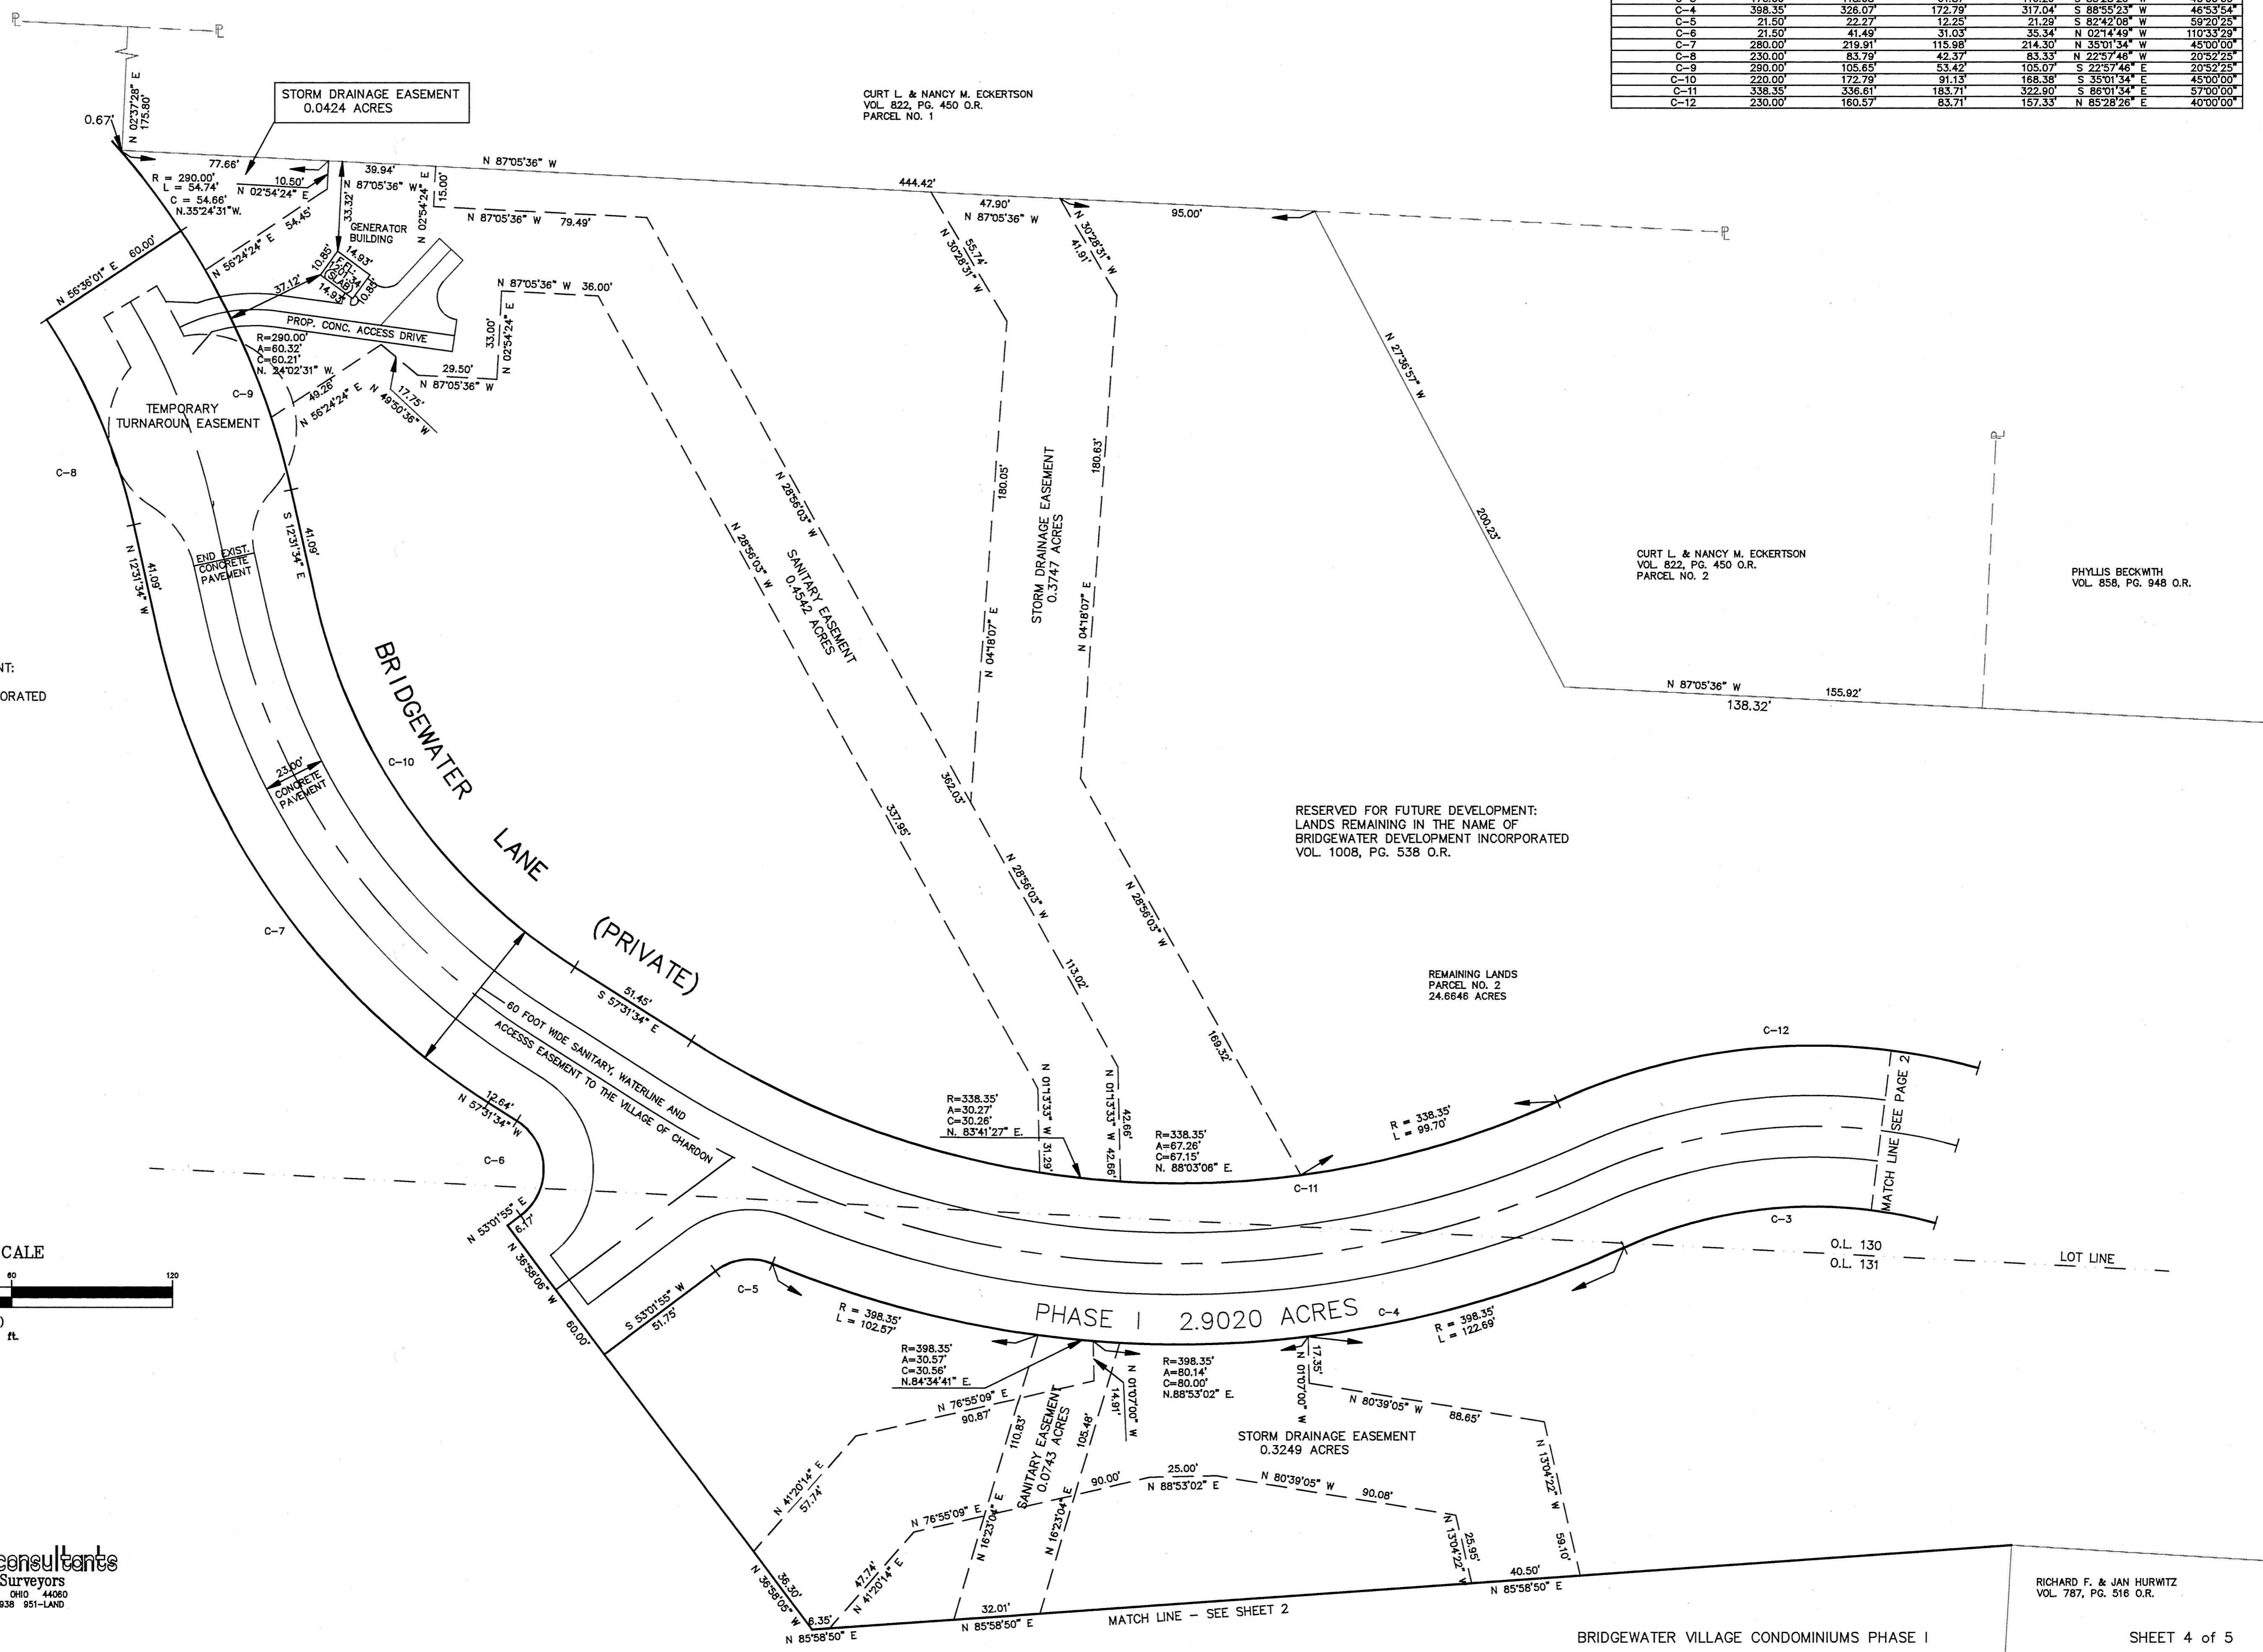 C-4 398.35' 326.07' 172.79' 317.04' S 88°55'23" W 46°53'54"
C-5 21.50' 22.27' 12.25' 21.29' S 82°42'08" W 59°20'25"
C-6 21.50' 41.49' 31.03' 35.34' N 02°14'49" W 110°33'29"
C-7 280.00' 219.91' 115.98' 214.30' N 35°01'34" W 45°00'00"
C-8 230.00' 83.79' 42.37' 83.33' N 22°57'46" W 20°52'25"
C-9 290.00' 105.65' 53.42' 105.07' S 22°57'46" E 20°52'25"
C-10 220.00' 172.79' 91.13' 168.38' S 35°01'34" E 45°00'00"
C-11 338.35' 336.61' 183.71' 322.90' S 86°01'34" E 57°00'00"
C-12 230.00' 160.57' 83.71' 157.33' N 85°28'26" E 40°00'00"
N 02°37'28" E
175.80'
0.67'
STORM DRAINAGE EASEMENT
0.0424 ACRES
CURT L. & NANCY M. ECKERTSON
VOL. 822, PG. 450 O.R.
PARCEL NO. 1
77.66'
R = 290.00'
L = 54.74'
C = 54.66'
N.35°24'31"W.
10.50'
N 02°54'24" E
39.94'
N 87°05'36" W
N 87°05'36" W
444.42'
33.32'
N 02°54'24" E
15.00'
N 87°05'36" W 79.49'
47.90'
N 87°05'36" W
95.00'
55.74'
N 30°28'31" W
N 30°28'31" W
41.91'
54.45'
N 56°24'24" E
60.00'
N 56°36'01" E
GENERATOR
BUILDING
14.93'
10.85'
10.85'
14.93'
37.12'
PROP. CONC. ACCESS DRIVE
N 87°05'36" W 36.00'
33.00'
N 02°54'24" E
R=290.00'
A=60.32'
C=60.21'
N. 24°02'31" W.
29.50'
N 87°05'36" W
49.26'
N 56°24'24" E
17.75'
N 49°50'36" W
C-9
TEMPORARY
TURNAROUN EASEMENT
C-8
41.09'
S 12°31'34" E
END EXIST.
CONCRETE
PAVEMENT
41.09'
N 12°31'34" W
N 28°56'03" W
N 28°56'03" W
SANITARY EASEMENT
0.4542 ACRES
180.05'
N 04°18'07" E
STORM DRAINAGE EASEMENT
0.3747 ACRES
180.63'
N 04°18'07" E
N 27°36'57" W
200.23'
CURT L. & NANCY M. ECKERTSON
VOL. 822, PG. 450 O.R.
PARCEL NO. 2
PHYLLIS BECKWITH
VOL. 858, PG. 948 O.R.
NT:
ORATED
N 87°05'36" W 155.92'
138.32'
BRIDGEWATER LANE (PRIVATE)
C-10
23.00'
CONCRETE
PAVEMENT
337.95'
362.03'
N 28°56'03" W
113.02'
N 28°56'03" W
169.32'
RESERVED FOR FUTURE DEVELOPMENT:
LANDS REMAINING IN THE NAME OF
BRIDGEWATER DEVELOPMENT INCORPORATED
VOL. 1008, PG. 538 O.R.
REMAINING LANDS
PARCEL NO. 2
24.6646 ACRES
C-7
51.45'
S 57°31'34" E
60 FOOT WIDE SANITARY, WATERLINE AND
ACCESSS EASEMENT TO THE VILLAGE OF CHARDON
12.64'
N 57°31'34" W
C-6
N 53°01'55" E
6.17'
R=338.35'
A=30.27'
C=30.26'
N. 83°41'27" E.
N 01°13'33" W 31.29'
42.66'
N 01°13'33" W 42.66'
R=338.35'
A=67.26'
C=67.15'
N. 88°03'06" E.
C-11
R = 338.35'
L = 99.70'
C-12
MATCH LINE SEE PAGE 2
C-3
O.L. 130
O.L. 131
LOT LINE
CALE
60 120
)
ft.
N 36°58'06" W
60.00'
S 53°01'55" W
51.75'
C-5
R = 398.35'
L = 102.57'
PHASE I 2.9020 ACRES
C-4
R = 398.35'
L = 122.69'
R=398.35'
A=30.57'
C=30.56'
N.84°34'41" E.
R=398.35'
A=80.14'
C=80.00'
N.88°53'02" E.
14.91'
N 01°07'00" W
17.35'
N 01°07'00" W
N 76°55'09" E
90.87'
110.83'
N 16°23'04" E
SANITARY EASEMENT
0.0743 ACRES
105.48'
N 16°23'04" E
N 80°39'05" W 88.65'
STORM DRAINAGE EASEMENT
0.3249 ACRES
N 13°04'22" W
59.10'
N 41°20'14" E
57.74'
N 76°55'09" E
90.00'
25.00'
N 88°53'02" E
N 80°39'05" W 90.08'
25.95'
N 13°04'22" W
47.74'
N 41°20'14" E
36.30'
N 36°58'05" W
6.35'
N 85°58'50" E
32.01'
N 85°58'50" E
MATCH LINE - SEE SHEET 2
40.50'
N 85°58'50" E
consultants
Surveyors
OHIO 44060
938 951-LAND
RICHARD F. & JAN HURWITZ
VOL. 787, PG. 516 O.R.
BRIDGEWATER VILLAGE CONDOMINIUMS PHASE I
SHEET 4 of 5